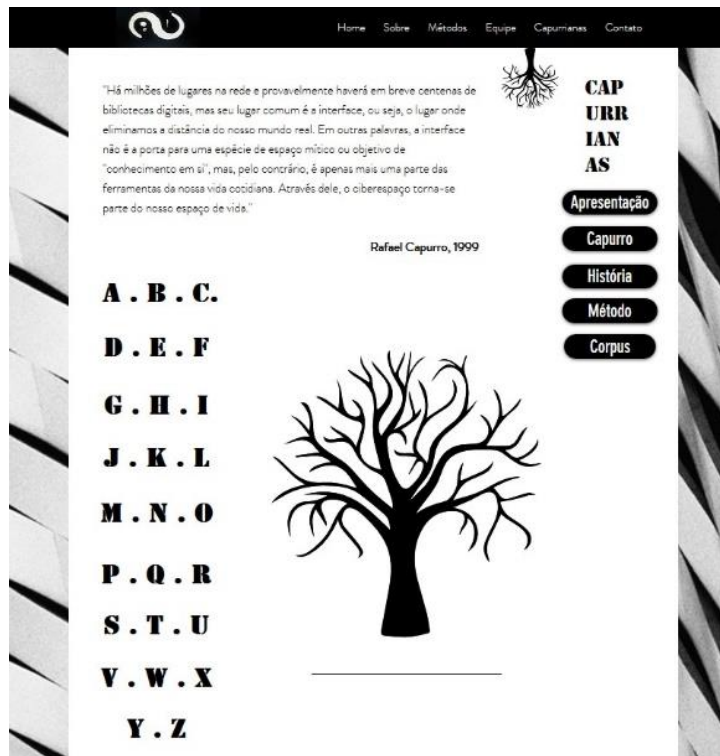 Home Sobre Métodos Equipe Capurrianas Contato
"Há milhões de lugares na rede e provavelmente haverá em breve centenas de
bibliotecas digitais, mas seu lugar comum é a interface, ou seja, o lugar onde
eliminamos a distância do nosso mundo real. Em outras palavras, a interface
não é a porta para uma espécie de espaço mítico ou objetivo de
"conhecimento em si", mas, pelo contrário, é apenas mais uma parte das
ferramentas da nossa vida cotidiana. Através dele, o ciberespaço torna-se
parte do nosso espaço de vida."
Rafael Capurro, 1999
CAP
URR
IAN
AS
Apresentação
Capurro
História
Método
Corpus
A . B . C.
D . E . F
G . H . I
J . K . L
M . N . O
P . Q . R
S . T . U
V . W . X
Y . Z